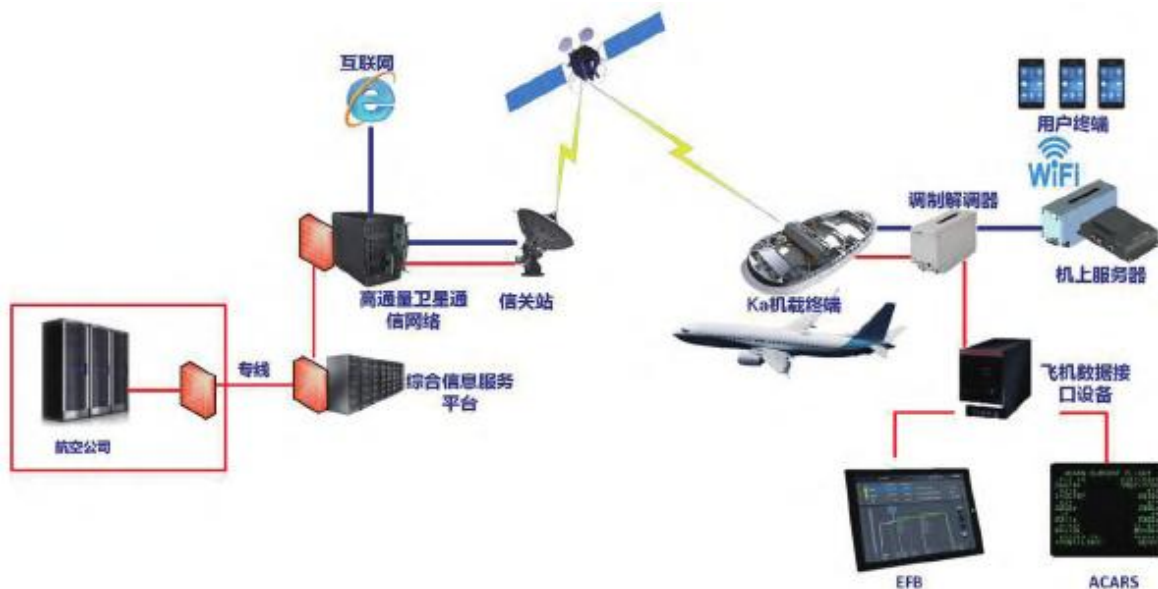 互联网
用户终端
WiFi
调制解调器
高通量卫星通
信网络
信关站
Ka机载终端
机上服务器
专线
综合信息服务
平台
飞机数据接
口设备
航空公司
EFB
ACARS